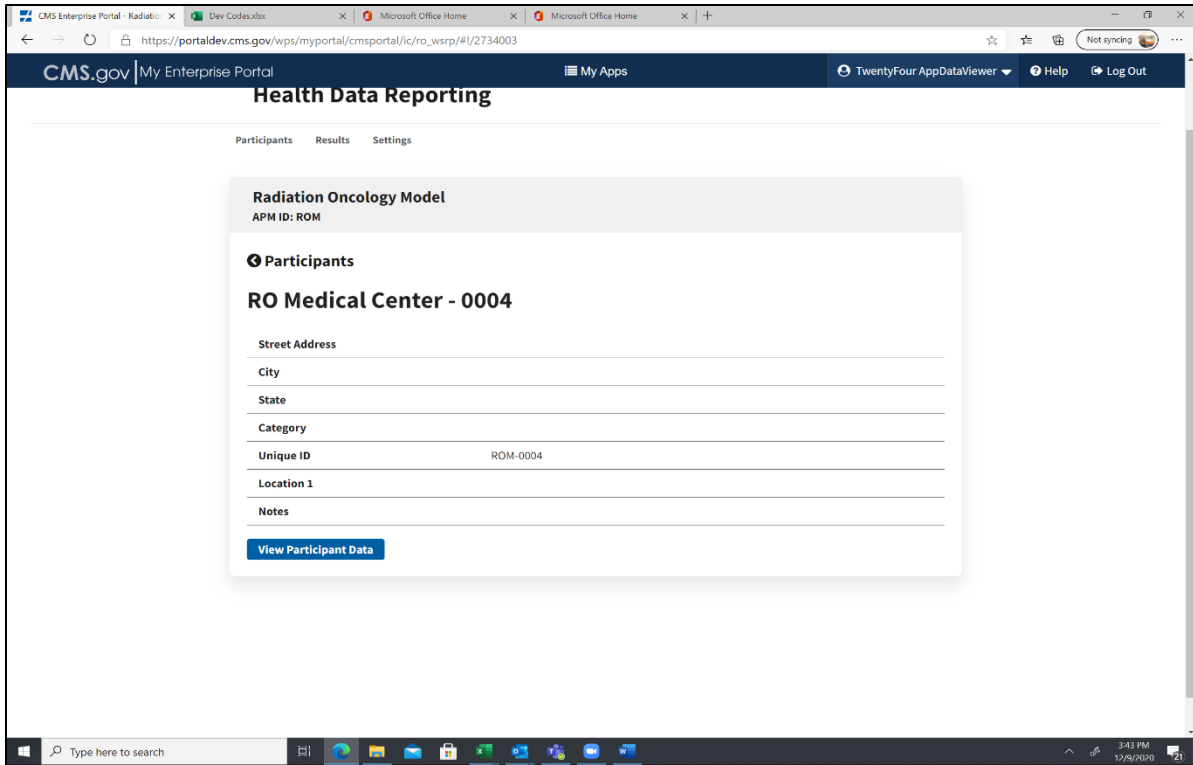 CMS Enterprise Portal - Radiatio
Dev Codes.xlsx
Microsoft Office Home
Microsoft Office Home
https://portaldev.cms.gov/wps/myportal/cmsportal/ic/ro_wsrp/#!/2734003
Not syncing
CMS.gov My Enterprise Portal
My Apps
TwentyFour AppDataViewer
Help
Log Out
Health Data Reporting
Participants Results Settings
Radiation Oncology Model
APM ID: ROM
Participants
RO Medical Center - 0004
Street Address
City
State
Category
Unique ID ROM-0004
Location 1
Notes
View Participant Data
Type here to search
3:43 PM
12/9/2020
21